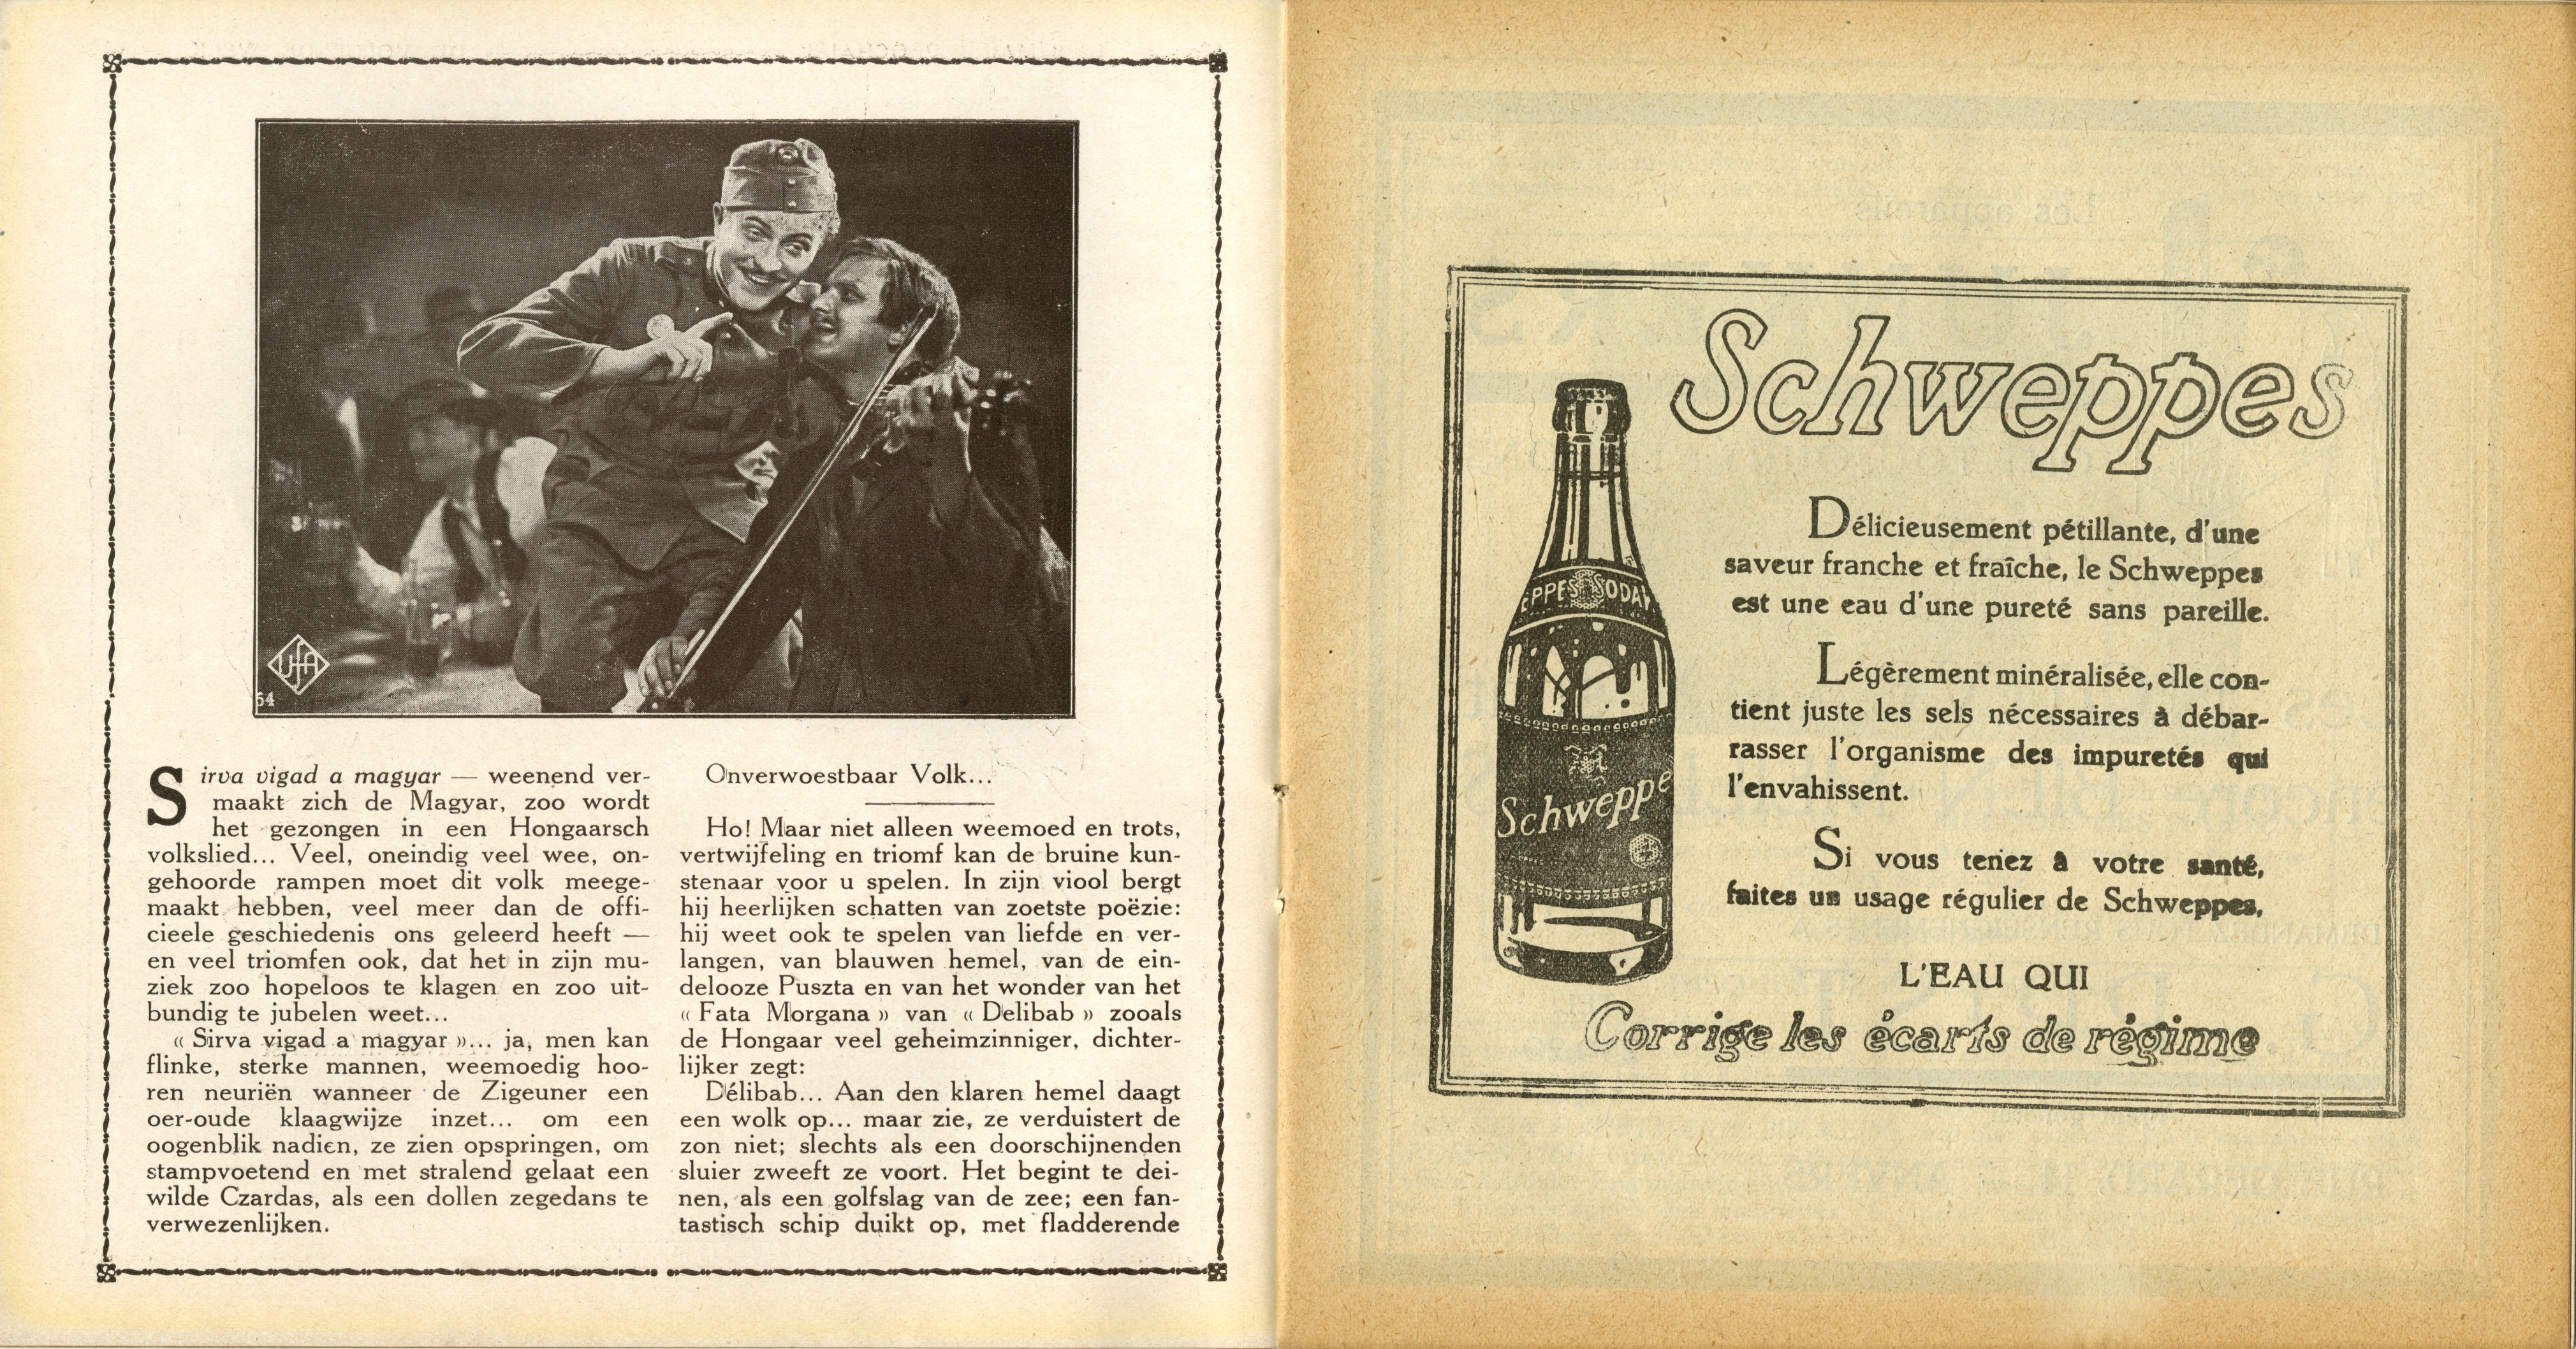 UFA
64
Sirva vigad a magyar — weenend ver-
maakt zich de Magyar, zoo wordt
het gezongen in een Hongaarsch
volkslied... Veel, oneindig veel wee, on-
gehoorde rampen moet dit volk meege-
maakt hebben, veel meer dan de offi-
cieele geschiedenis ons geleerd heeft —
en veel triomfen ook, dat het in zijn mu-
ziek zoo hopeloos te klagen en zoo uit-
bundig te jubelen weet...
« Sirva vigad a magyar »... ja, men kan
flinke, sterke mannen, weemoedig hoo-
ren neuriën wanneer de Zigeuner een
oer-oude klaagwijze inzet... om een
oogenblik nadien, ze zien opspringen, om
stampvoetend en met stralend gelaat een
wilde Czardas, als een dollen zegedans te
verwezenlijken.
Onverwoestbaar Volk...
Ho! Maar niet alleen weemoed en trots,
vertwijfeling en triomf kan de bruine kun-
stenaar voor u spelen. In zijn viool bergt
hij heerlijken schatten van zoetste poëzie:
hij weet ook te spelen van liefde en ver-
langen, van blauwen hemel, van de ein-
delooze Puszta en van het wonder van het
« Fata Morgana » van « Delibab » zooals
de Hongaar veel geheimzinniger, dichter-
lijker zegt:
Délibab... Aan den klaren hemel daagt
een wolk op... maar zie, ze verduistert de
zon niet; slechts als een doorschijnenden
sluier zweeft ze voort. Het begint te dei-
nen, als een golfslag van de zee; een fan-
tastisch schip duikt op, met fladderende
Schweppes
Délicieusement pétillante, d'une
saveur franche et fraîche, le Schweppes
est une eau d'une pureté sans pareille.
Légèrement minéralisée, elle con-
tient juste les sels nécessaires à débar-
rasser l'organisme des impuretés qui
l'envahissent.
Si vous tenez à votre santé,
faites un usage régulier de Schweppes,
L'EAU QUI
Corrige les écarts de régime
EPPES SODA
Schweppe